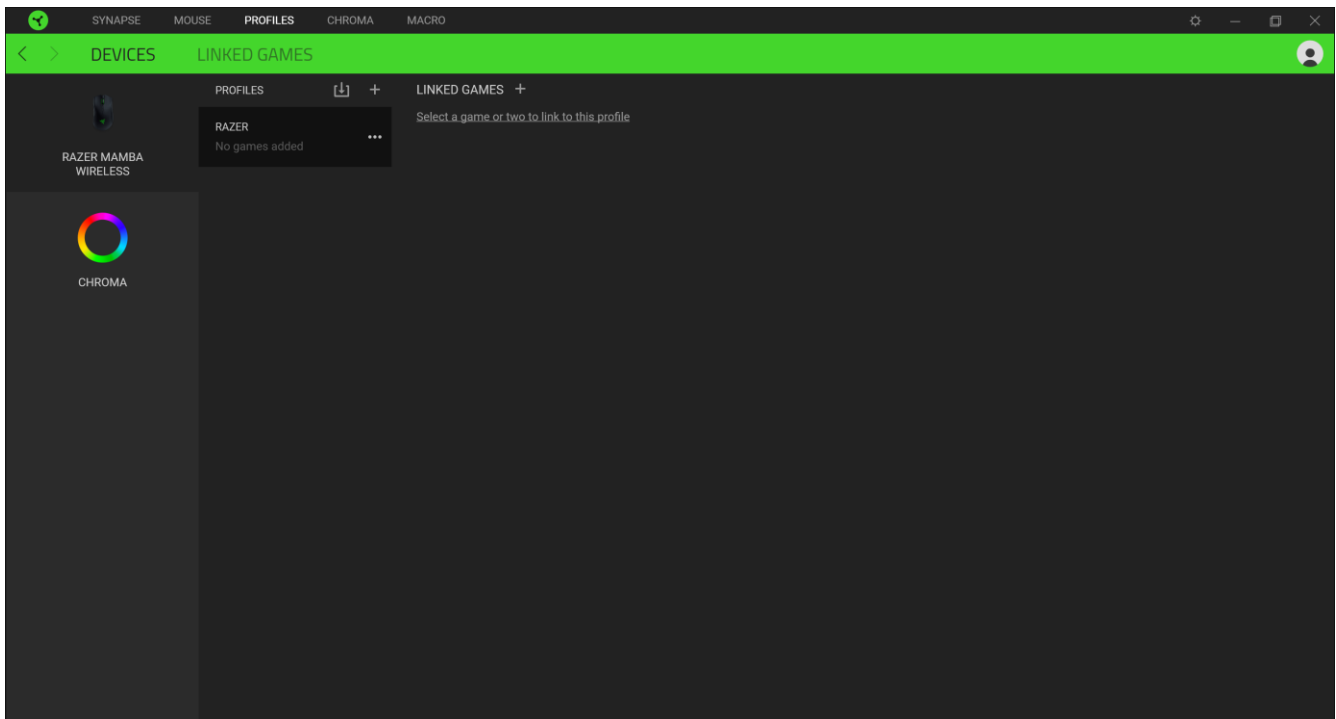 SYNAPSE MOUSE PROFILES CHROMA MACRO
DEVICES LINKED GAMES
RAZER MAMBA
WIRELESS
CHROMA
PROFILES
RAZER
No games added
LINKED GAMES
Select a game or two to link to this profile